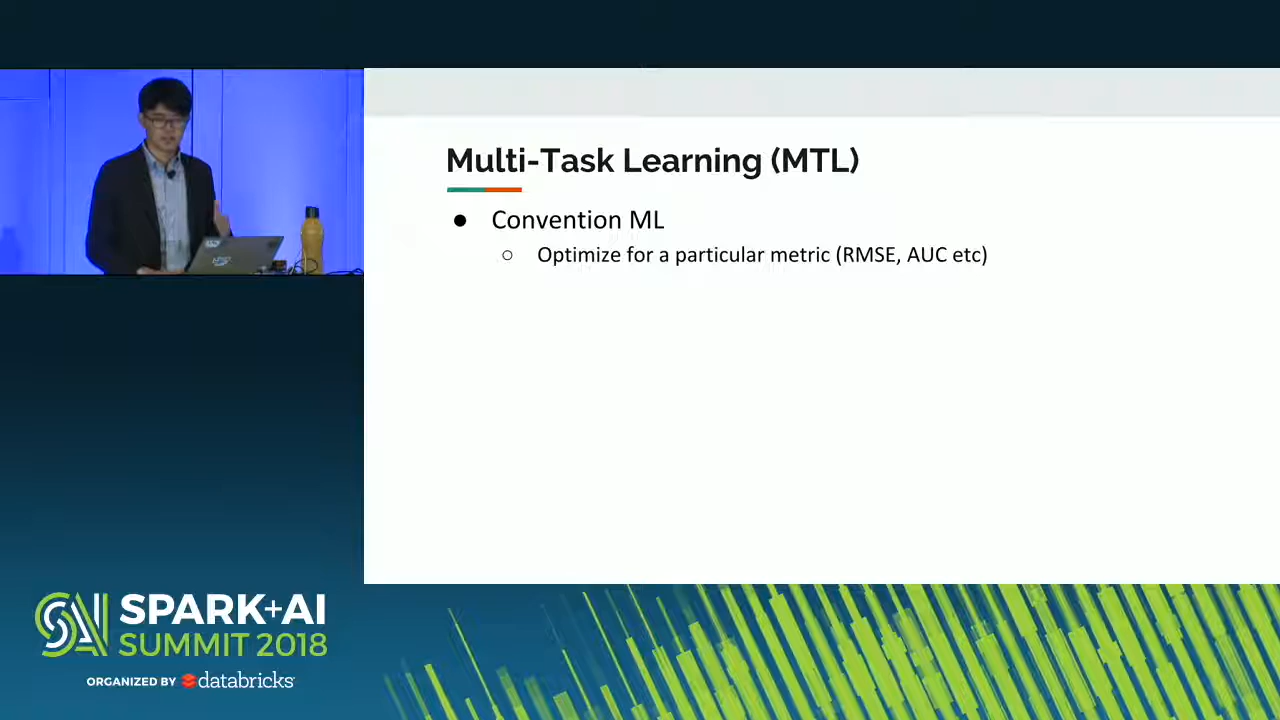 Multi-Task Learning (MTL)
● Convention ML
○ Optimize for a particular metric (RMSE, AUC etc)
SPARK+AI
SUMMIT 2018
ORGANIZED BY databricks